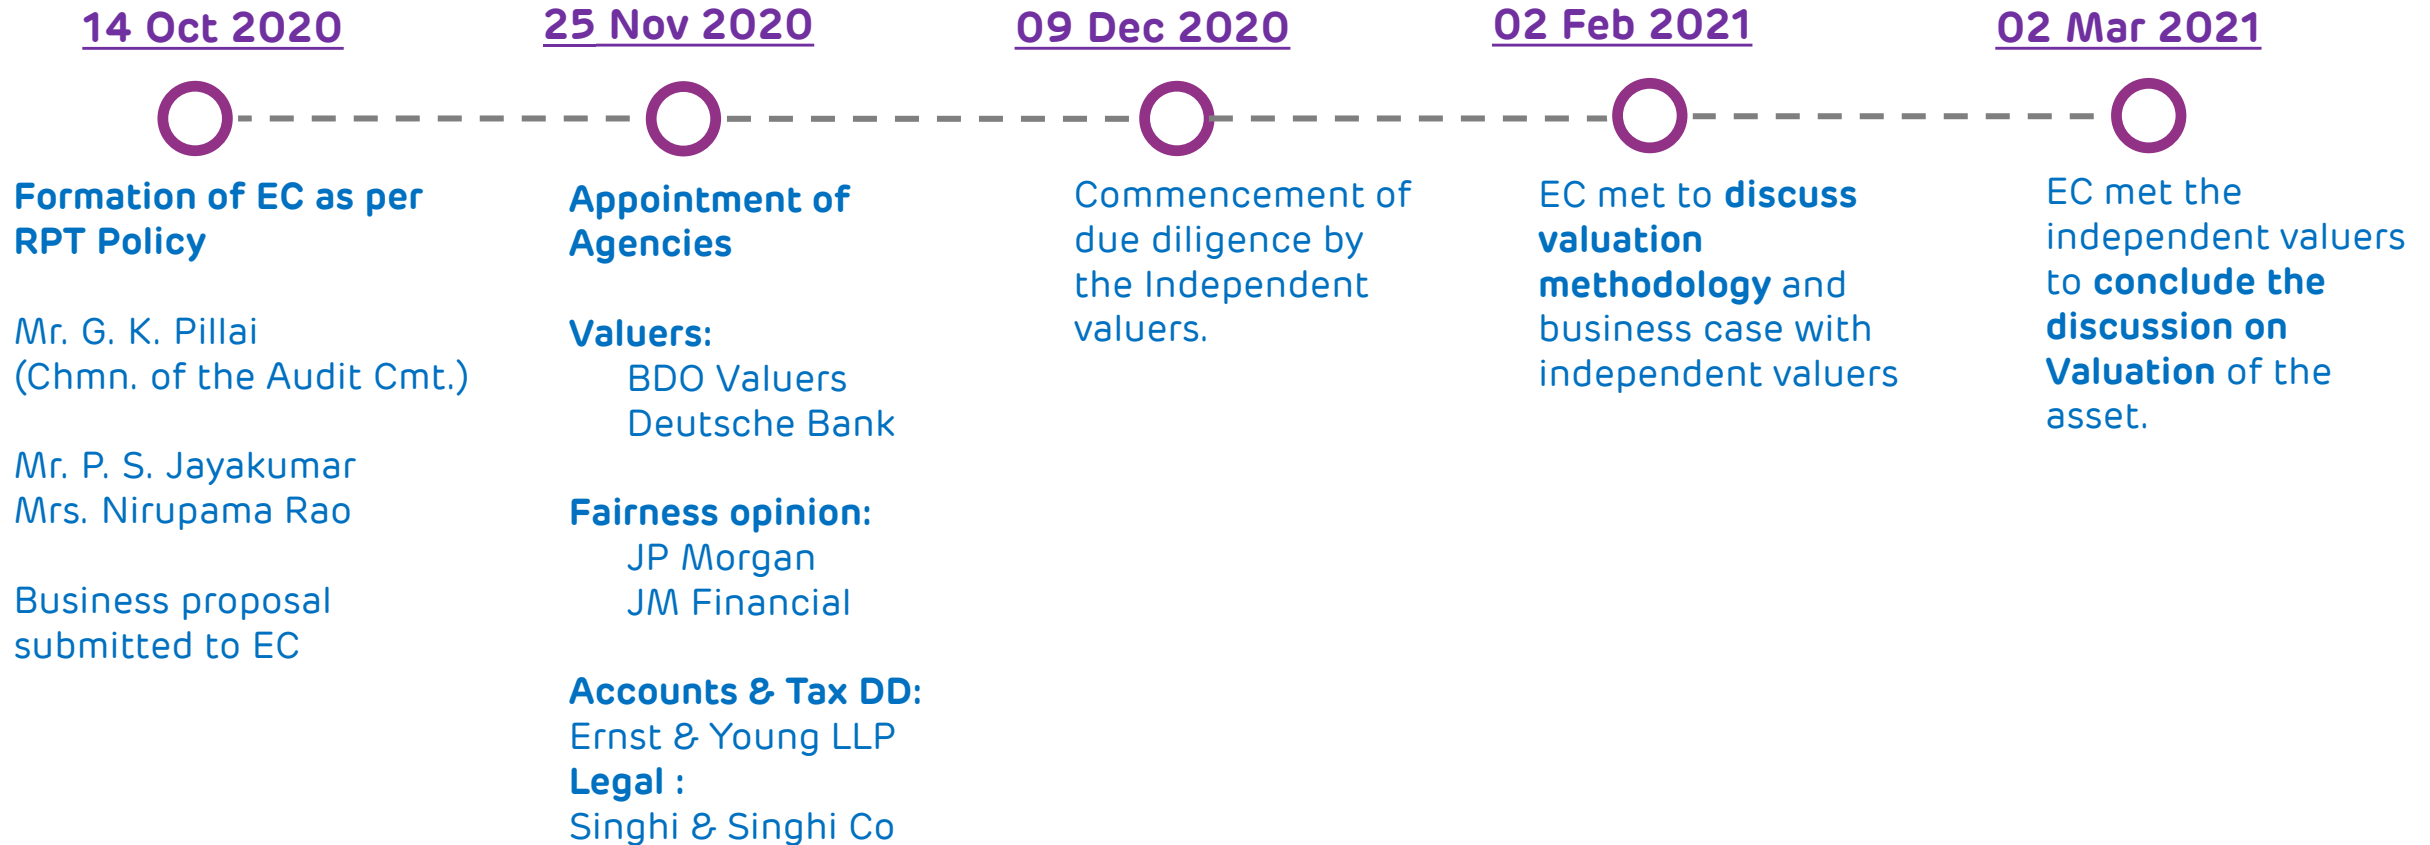 14 Oct 2020
Formation of EC as per
RPT Policy
Mr. G. K. Pillai
(Chmn. of the Audit Cmt.)
Mr. P. S. Jayakumar
Mrs. Nirupama Rao
Business proposal
submitted to EC
25 Nov 2020
Appointment of
Agencies
Valuers:
BDO Valuers
Deutsche Bank
Fairness opinion:
JP Morgan
JM Financial
Accounts & Tax DD:
Ernst & Young LLP
Legal :
Singhi & Singhi Co
09 Dec 2020
Commencement of
due diligence by
the Independent
valuers.
02 Feb 2021
EC met to discuss
valuation
methodology and
business case with
independent valuers
02 Mar 2021
EC met the
independent valuers
to conclude the
discussion on
Valuation of the
asset.